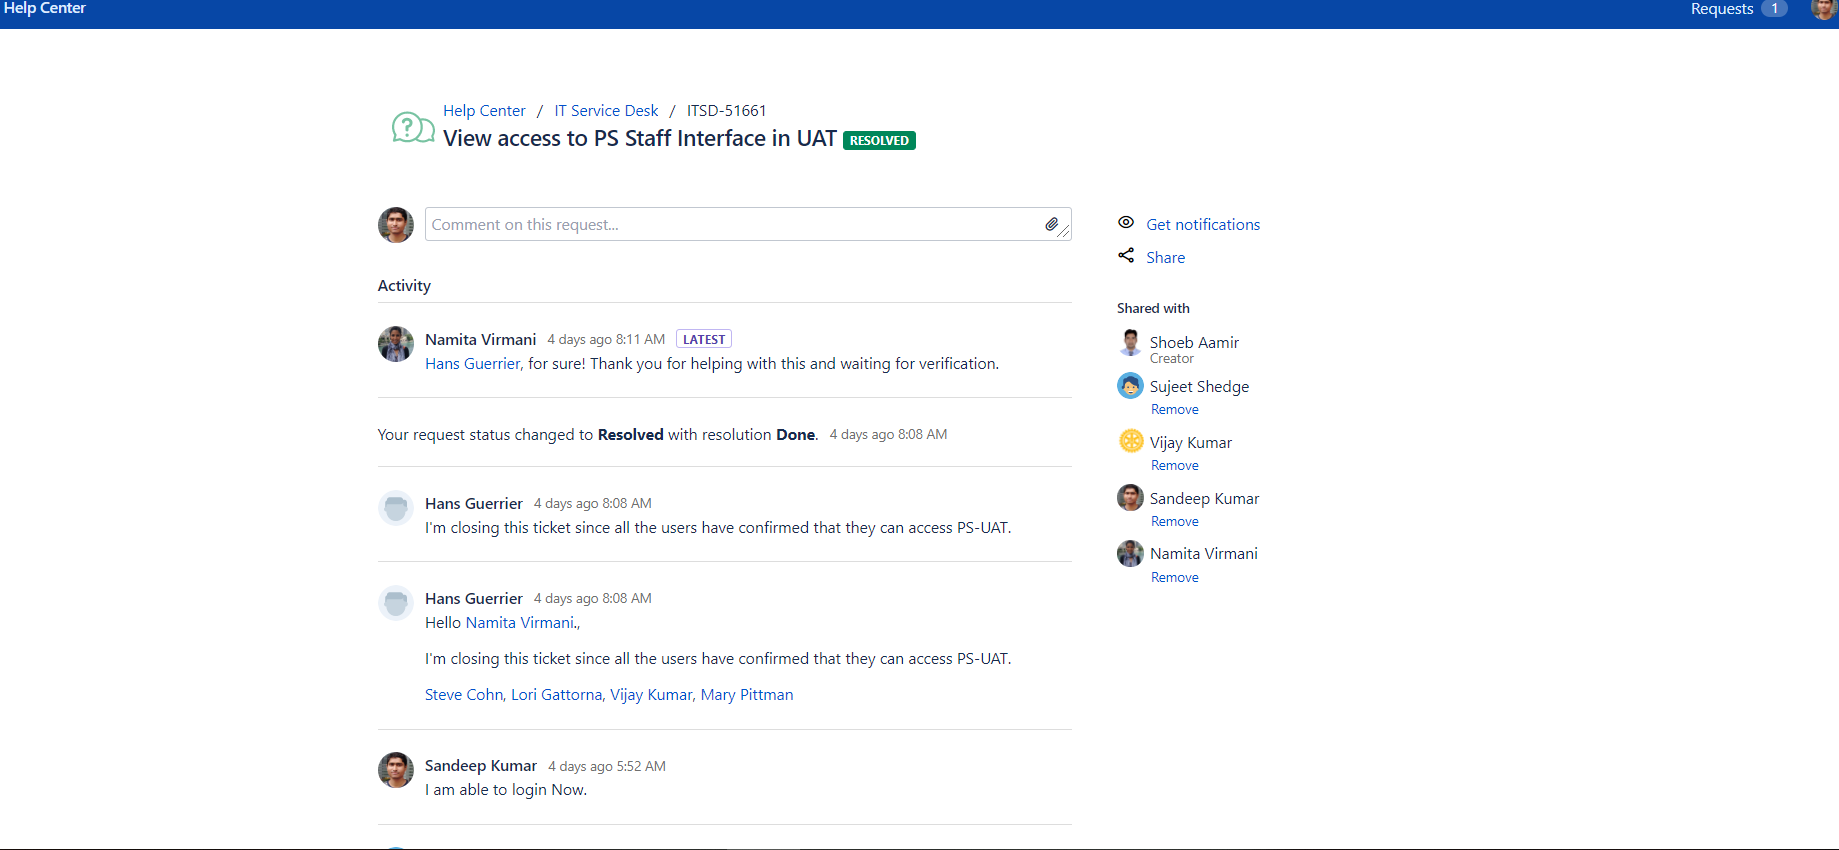 Help Center
Requests 1
Help Center / IT Service Desk / ITSD-51661
View access to PS Staff Interface in UAT RESOLVED
Comment on this request...
Activity
Namita Virmani 4 days ago 8:11 AM LATEST
Hans Guerrier, for sure! Thank you for helping with this and waiting for verification.
Your request status changed to Resolved with resolution Done. 4 days ago 8:08 AM
Hans Guerrier 4 days ago 8:08 AM
I'm closing this ticket since all the users have confirmed that they can access PS-UAT.
Hans Guerrier 4 days ago 8:08 AM
Hello Namita Virmani.,
I'm closing this ticket since all the users have confirmed that they can access PS-UAT.
Steve Cohn, Lori Gattorna, Vijay Kumar, Mary Pittman
Sandeep Kumar 4 days ago 5:52 AM
I am able to login Now.
Get notifications
Share
Shared with
Shoeb Aamir
Creator
Sujeet Shedge
Remove
Vijay Kumar
Remove
Sandeep Kumar
Remove
Namita Virmani
Remove